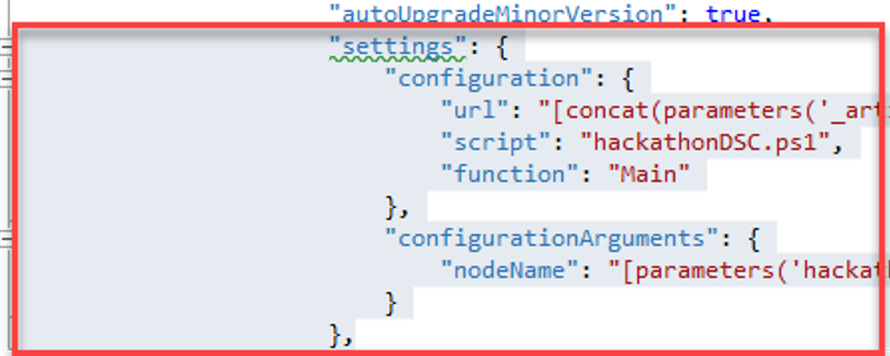 "autoUpgradeMinorVersion": true,
"settings": {
"configuration": {
"url": "[concat(parameters('_art
"script": "hackathonDSC.ps1",
"function": "Main"
},
"configurationArguments": {
"nodeName": "[parameters('hackat
}
},